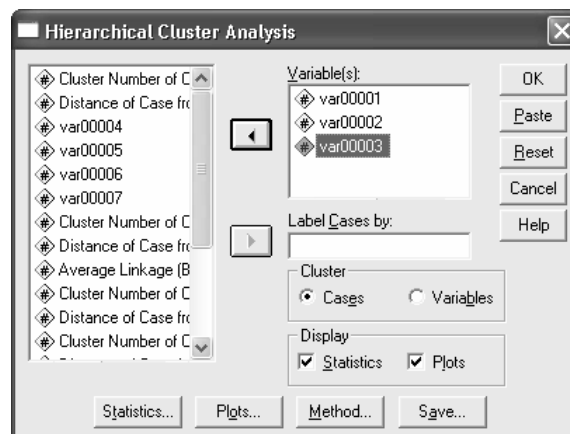 Hierarchical Cluster Analysis
Cluster Number of C
Distance of Case fro
var00004
var00005
var00006
var00007
Cluster Number of C
Distance of Case fro
Average Linkage (B
Cluster Number of C
Distance of Case fro
Cluster Number of C
Variable(s):
var00001
var00002
var00003
Label Cases by:
Cluster
Cases
Variables
Display
Statistics
Plots
OK
Paste
Reset
Cancel
Help
Statistics...
Plots...
Method...
Save...